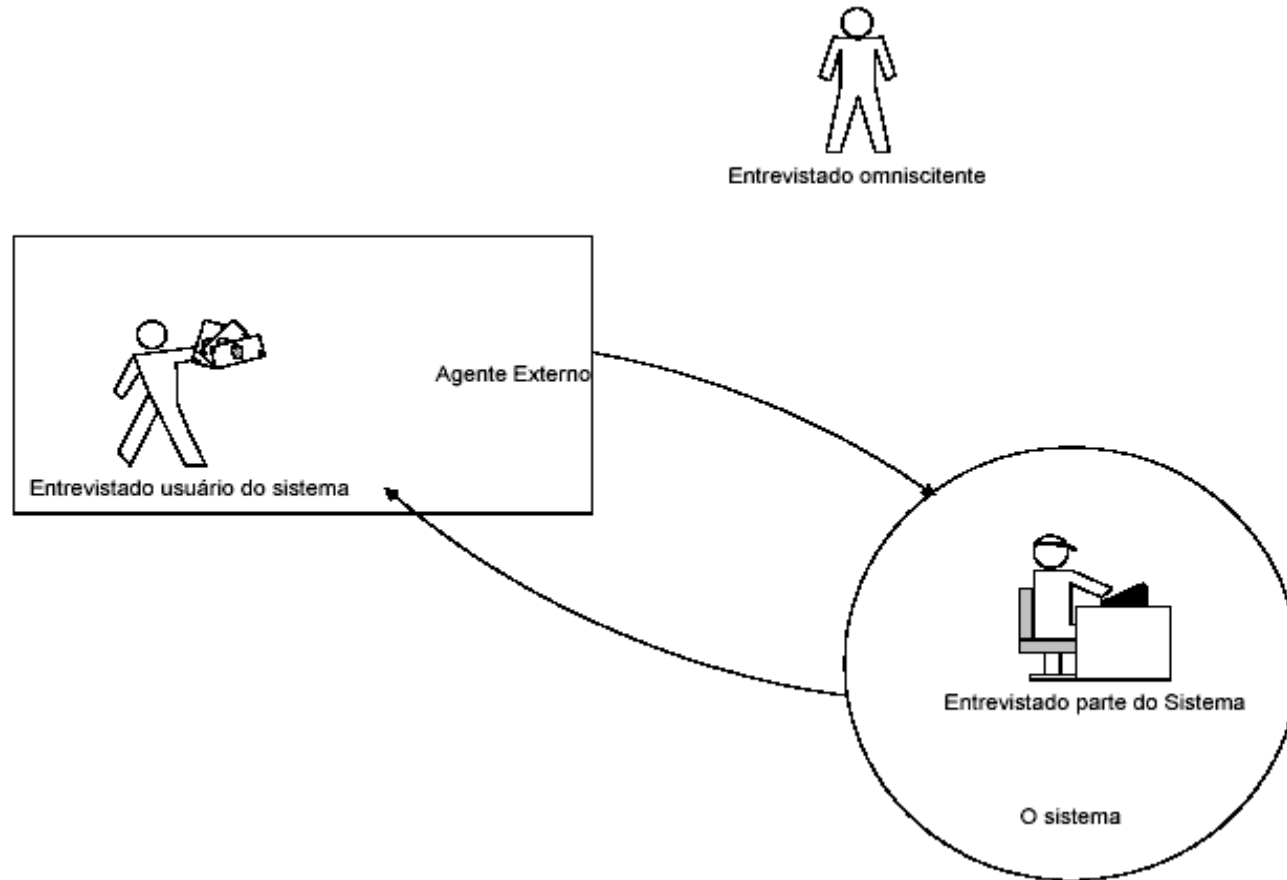 Entrevistado omniscitente
Agente Externo
Entrevistado usuário do sistema
Entrevistado parte do Sistema
O sistema